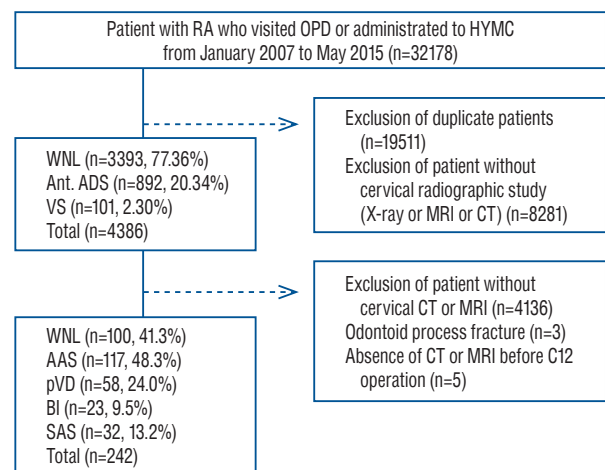 Patient with RA who visited OPD or administrated to HYMC
from January 2007 to May 2015 (n=32178)
Exclusion of duplicate patients
(n=19511)
Exclusion of patient without
cervical radiographic study
(X-ray or MRI or CT) (n=8281)
WNL (n=3393, 77.36%)
Ant. ADS (n=892, 20.34%)
VS (n=101, 2.30%)
Total (n=4386)
Exclusion of patient without
cervical CT or MRI (n=4136)
Odontoid process fracture (n=3)
Absence of CT or MRI before C12
operation (n=5)
WNL (n=100, 41.3%)
AAS (n=117, 48.3%)
pVD (n=58, 24.0%)
BI (n=23, 9.5%)
SAS (n=32, 13.2%)
Total (n=242)